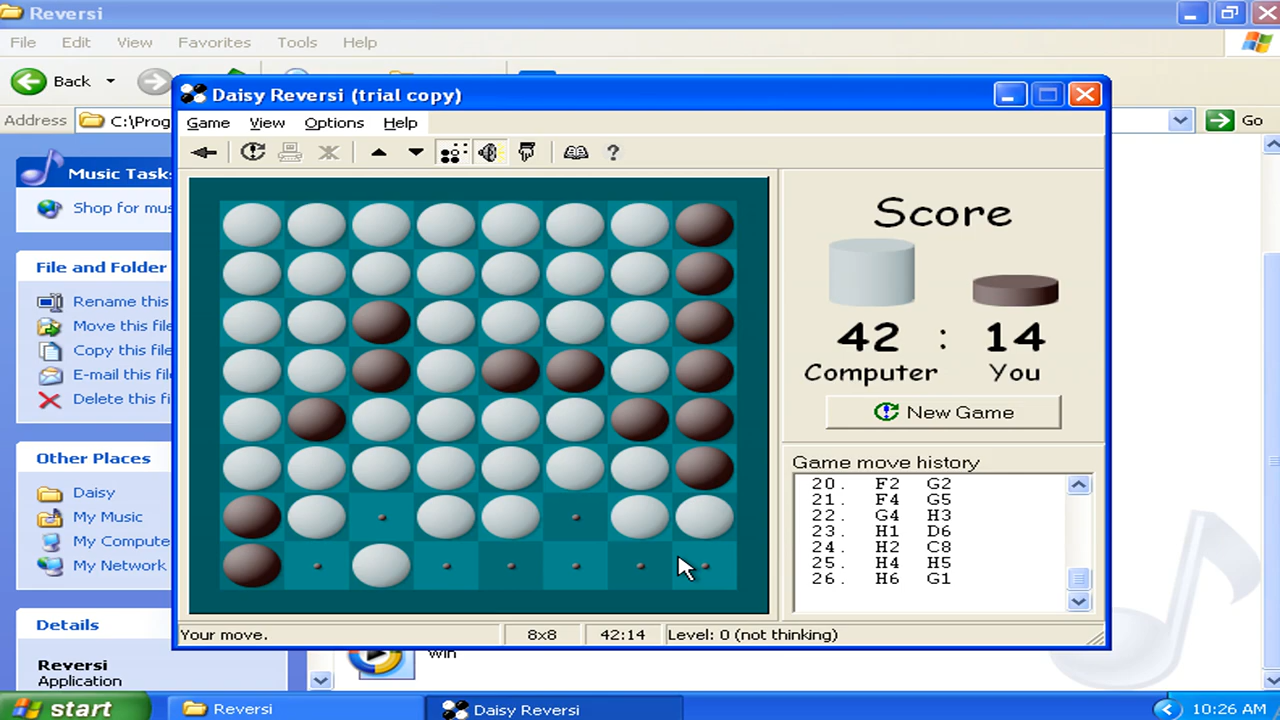 Reversi
File Edit View Favorites Tools Help
Back
Address C:\Prog Go
Daisy Reversi (trial copy)
Game View Options Help
Music Task
Shop for mus
File and Folder
Rename this
Move this file
Copy this file
E-mail this file
Delete this fi
Other Places
Daisy
My Music
My Compute
My Network
Details
Reversi
Application
Score
42 : 14
Computer You
New Game
Game move history
20. F2 G2
21. F4 G5
22. G4 H3
23. H1 D6
24. H2 C8
25. H4 H5
26. H6 G1
Your move. 8x8 42:14 Level: 0 (not thinking)
win
start Reversi Daisy Reversi 10:26 AM